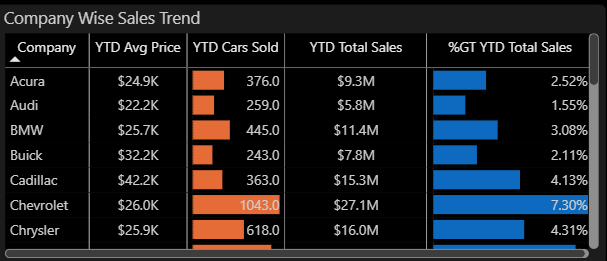 Company Wise Sales Trend
Company YTD Avg Price YTD Cars Sold YTD Total Sales %GT YTD Total Sales
Acura $24.9K 376.0 $9.3M 2.52%
Audi $22.2K 259.0 $5.8M 1.55%
BMW $25.7K 445.0 $11.4M 3.08%
Buick $32.2K 243.0 $7.8M 2.11%
Cadillac $42.2K 363.0 $15.3M 4.13%
Chevrolet $26.0K 1043.0 $27.1M 7.30%
Chrysler $25.9K 618.0 $16.0M 4.31%